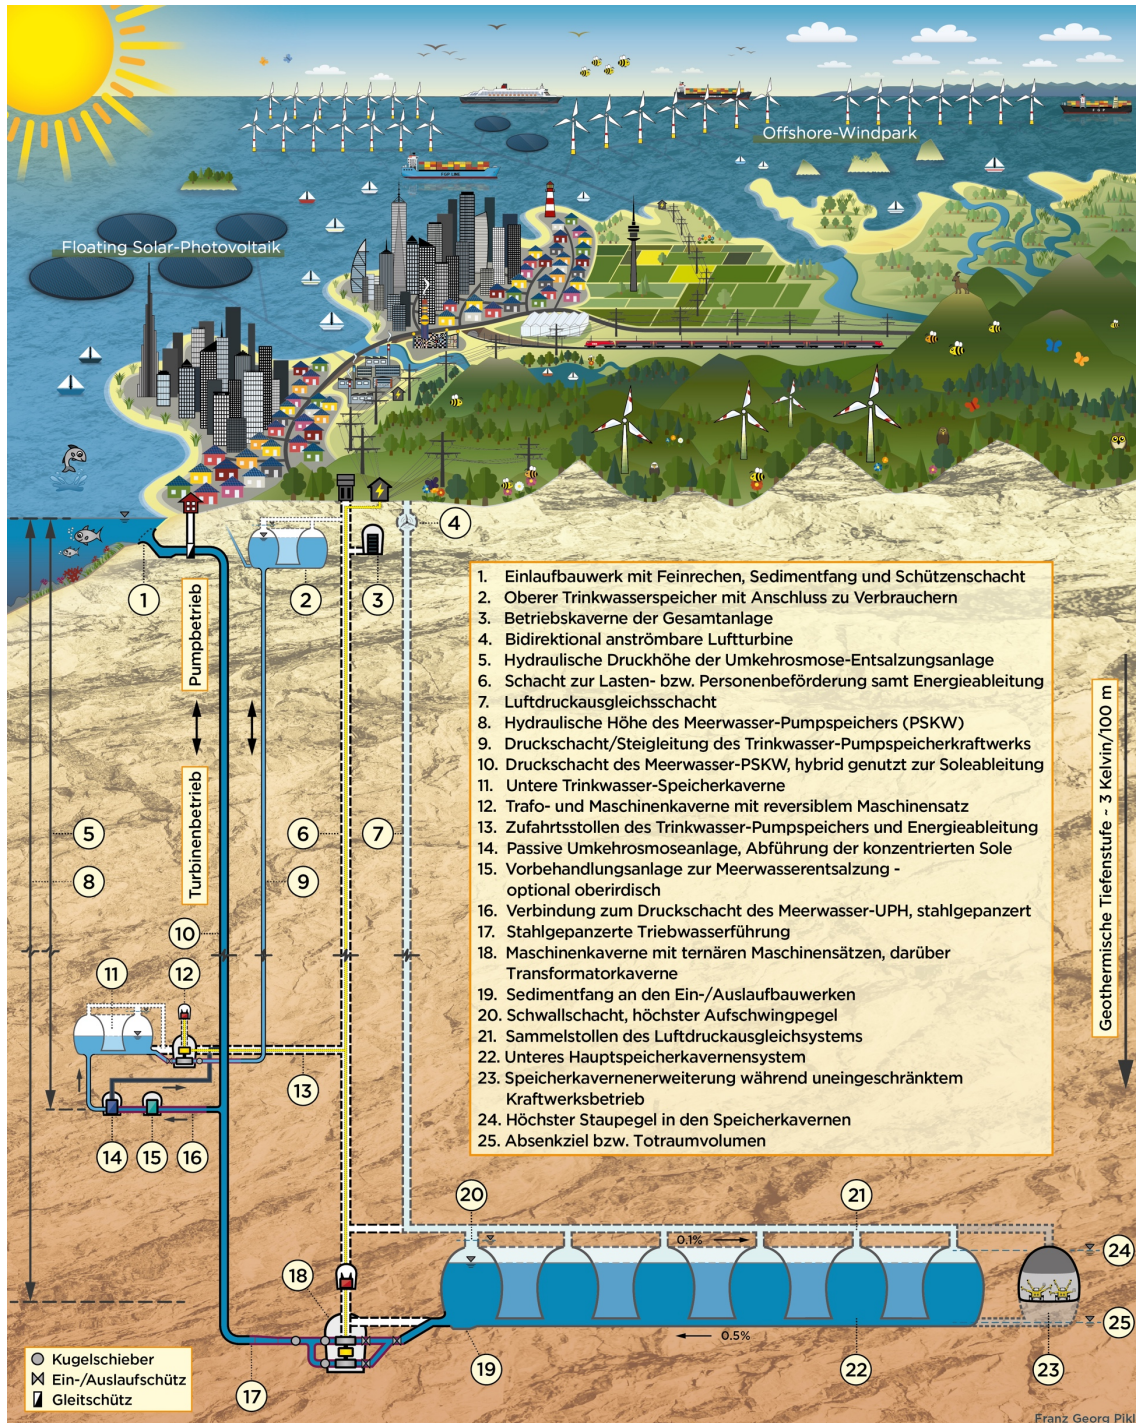 Offshore-Windpark
FGP LINE
Floating Solar-Photovoltaik
1
2
3
4
Pumpbetrieb
Turbinenbetrieb
5
6
7
8
9
10
11
12
13
14
15
16
17
18
19
20
21
22
23
24
25
0.1%
0.5%
1. Einlaufbauwerk mit Feinrechen, Sedimentfang und Schützenschacht
2. Oberer Trinkwasserspeicher mit Anschluss zu Verbrauchern
3. Betriebskaverne der Gesamtanlage
4. Bidirektional anströmbare Luftturbine
5. Hydraulische Druckhöhe der Umkehrosmose-Entsalzungsanlage
6. Schacht zur Lasten- bzw. Personenbeförderung samt Energieableitung
7. Luftdruckausgleichsschacht
8. Hydraulische Höhe des Meerwasser-Pumpspeichers (PSKW)
9. Druckschacht/Steigleitung des Trinkwasser-Pumpspeicherkraftwerks
10. Druckschacht des Meerwasser-PSKW, hybrid genutzt zur Soleableitung
11. Untere Trinkwasser-Speicherkaverne
12. Trafo- und Maschinenkaverne mit reversiblem Maschinensatz
13. Zufahrtsstollen des Trinkwasser-Pumpspeichers und Energieableitung
14. Passive Umkehrosmoseanlage, Abführung der konzentrierten Sole
15. Vorbehandlungsanlage zur Meerwasserentsalzung -
optional oberirdisch
16. Verbindung zum Druckschacht des Meerwasser-UPH, stahlgepanzert
17. Stahlgepanzerte Triebwasserführung
18. Maschinenkaverne mit ternären Maschinensätzen, darüber
Transformatorkaverne
19. Sedimentfang an den Ein-/Auslaufbauwerken
20. Schwallschacht, höchster Aufschwingpegel
21. Sammelstollen des Luftdruckausgleichsystems
22. Unteres Hauptspeicherkavernensystem
23. Speicherkavernenerweiterung während uneingeschränktem
Kraftwerksbetrieb
24. Höchster Staupegel in den Speicherkavernen
25. Absenkziel bzw. Totraumvolumen
Geothermische Tiefenstufe - 3 Kelvin/100 m
Kugelschieber
Ein-/Auslaufschütz
Gleitschütz
Franz Georg Pikl